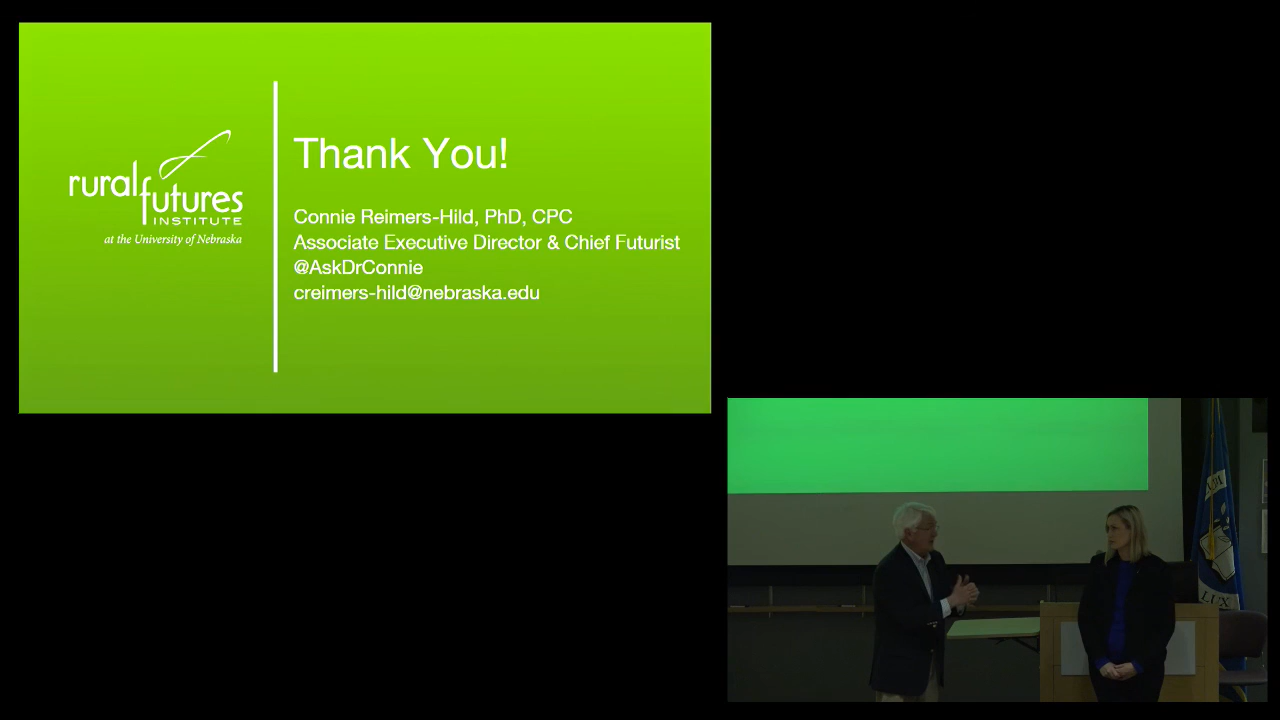 rural futures
INSTITUTE
at the University of Nebraska
Thank You!
Connie Reimers-Hild, PhD, CPC
Associate Executive Director & Chief Futurist
@AskDrConnie
creimers-hild@nebraska.edu
LUX